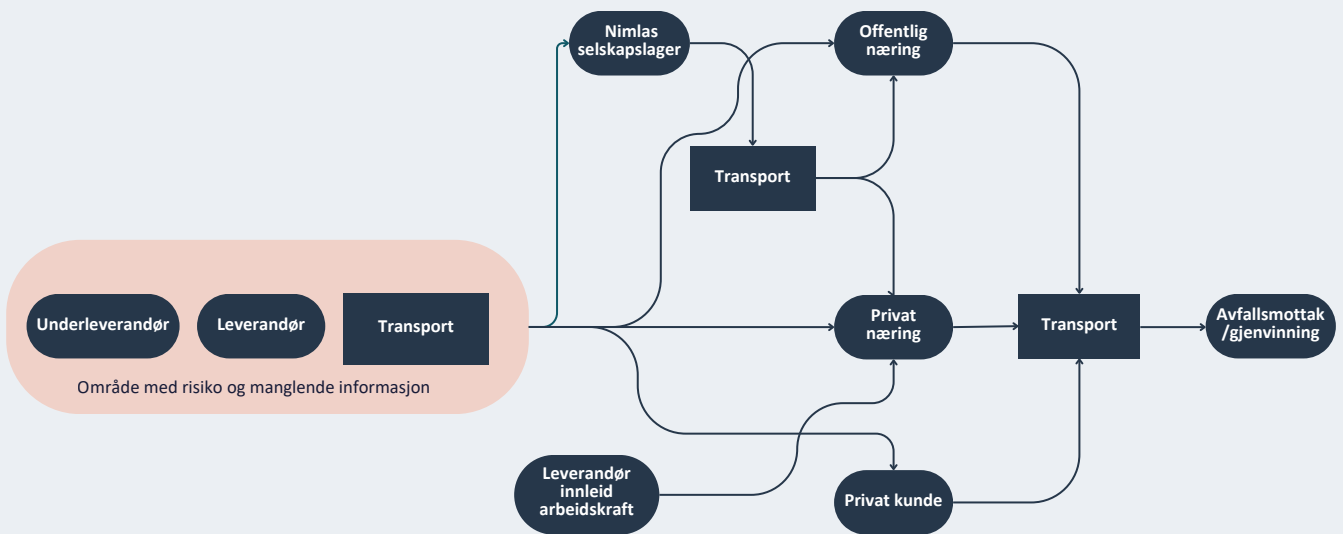 Nimlas
selskapslager
Offentlig
næring
Transport
Underleverandør
Leverandør
Transport
Område med risiko og manglende informasjon
Privat
næring
Transport
Avfallsmottak
/gjenvinning
Leverandør
innleid
arbeidskraft
Privat kunde